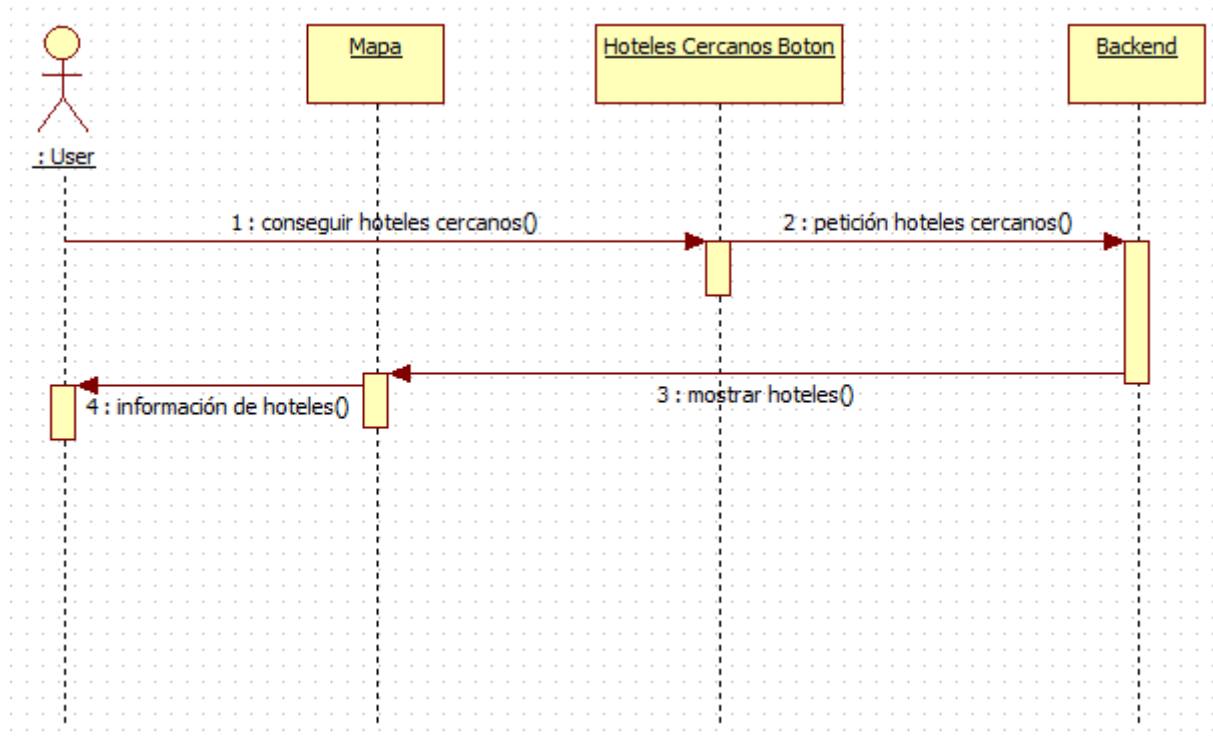 Mapa
Hoteles Cercanos Boton
Backend
: User
1 : conseguir hoteles cercanos()
2 : petición hoteles cercanos()
3 : mostrar hoteles()
4 : información de hoteles()